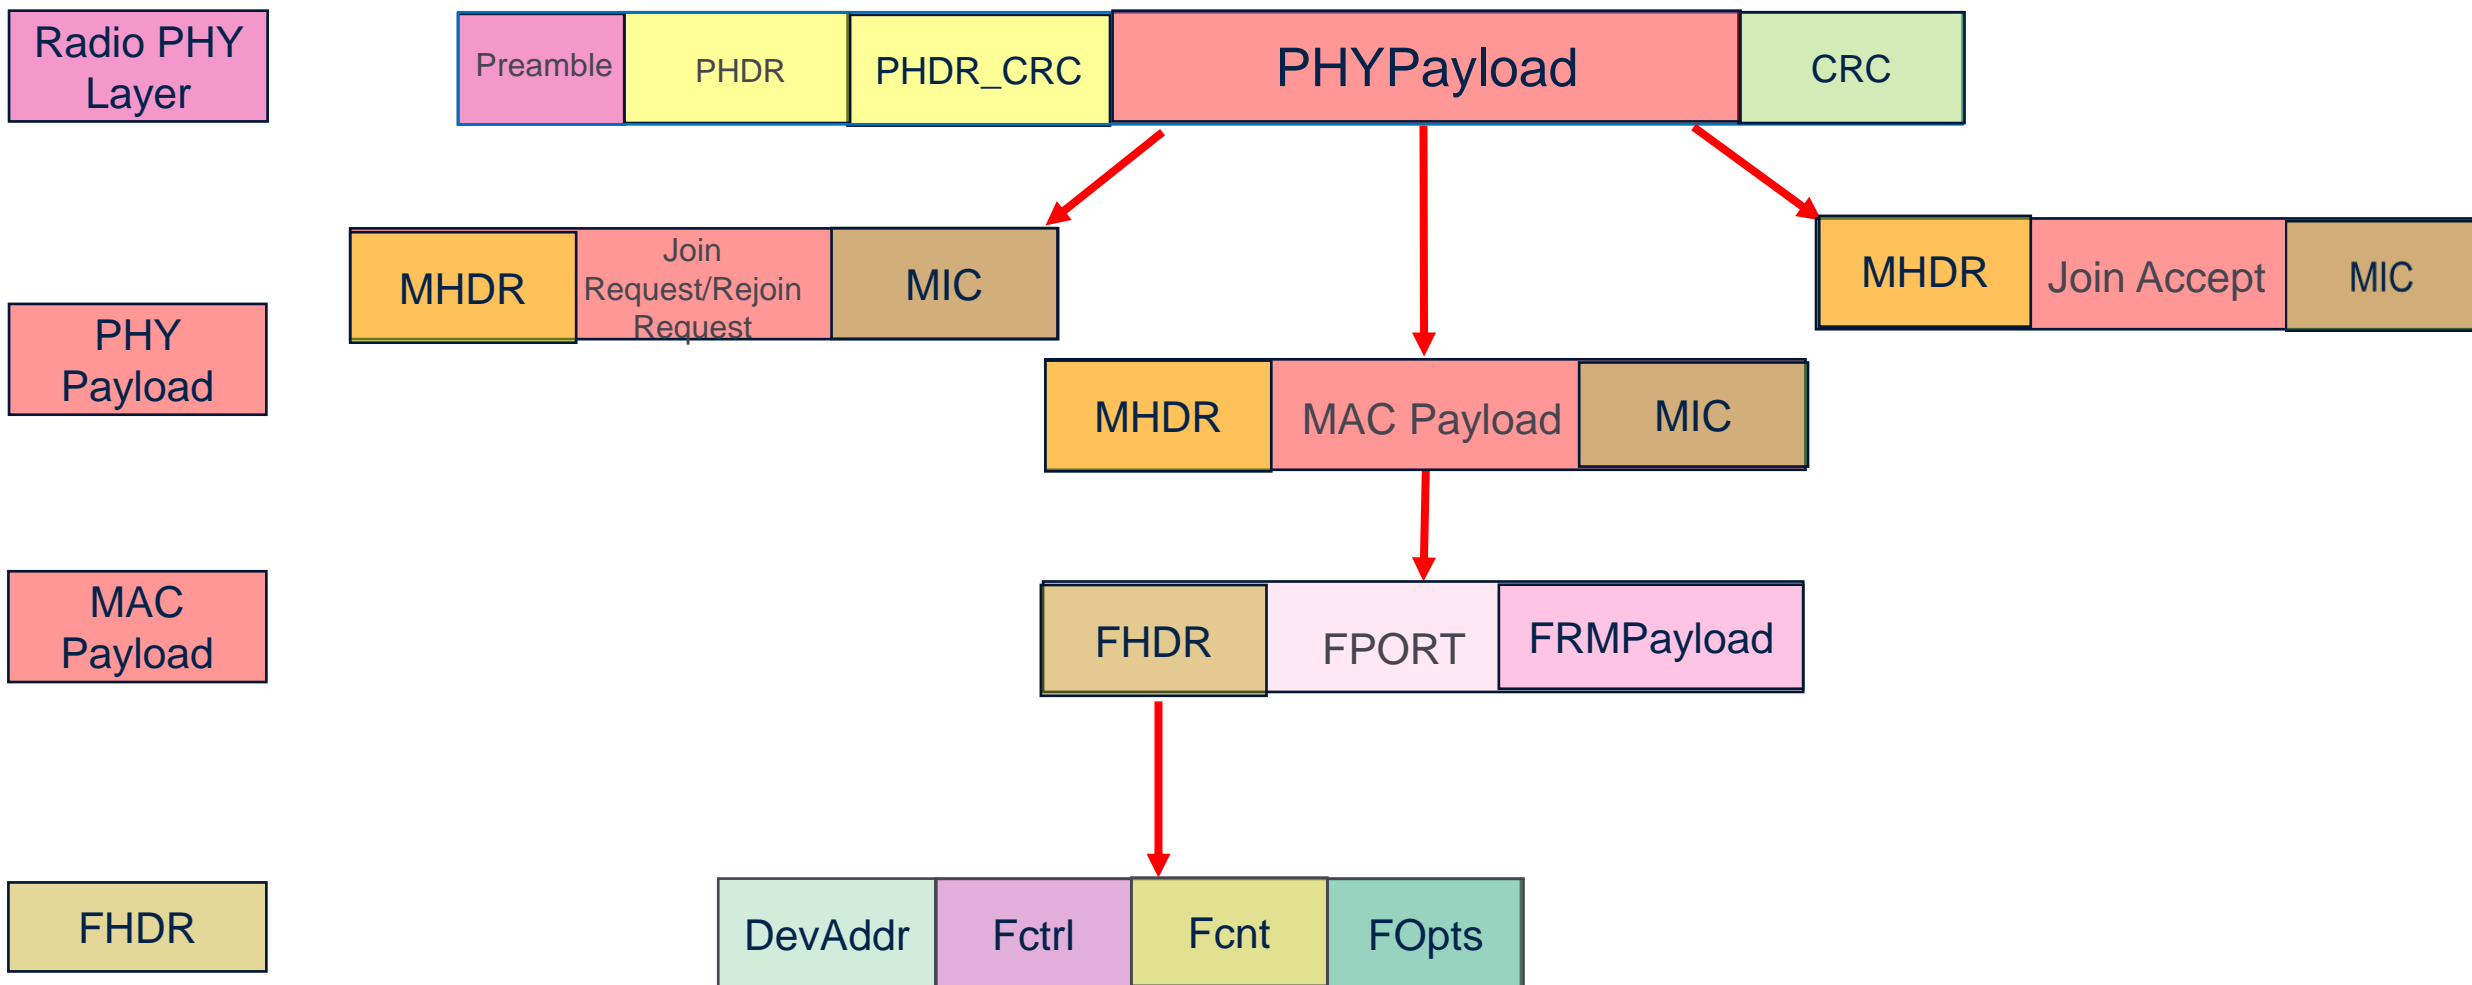 Radio PHY
Layer
Preamble
PHDR
PHDR_CRC
PHYPayload
CRC
PHY
Payload
MHDR
Join
Request/Rejoin
Request
MIC
MHDR
Join Accept
MIC
MHDR
MAC Payload
MIC
MAC
Payload
FHDR
FPORT
FRMPayload
FHDR
DevAddr
Fctrl
Fcnt
FOpts